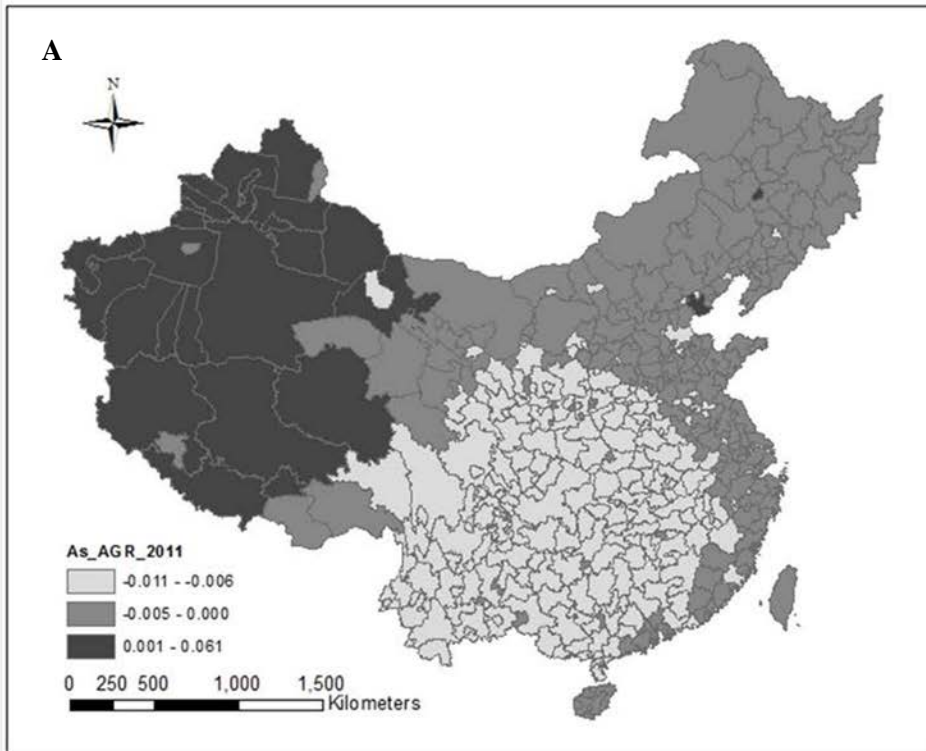 A
N
As_AGR_2011
-0.011 - -0.006
-0.005 - 0.000
0.001 - 0.061
0 250 500 1,000 1,500
Kilometers